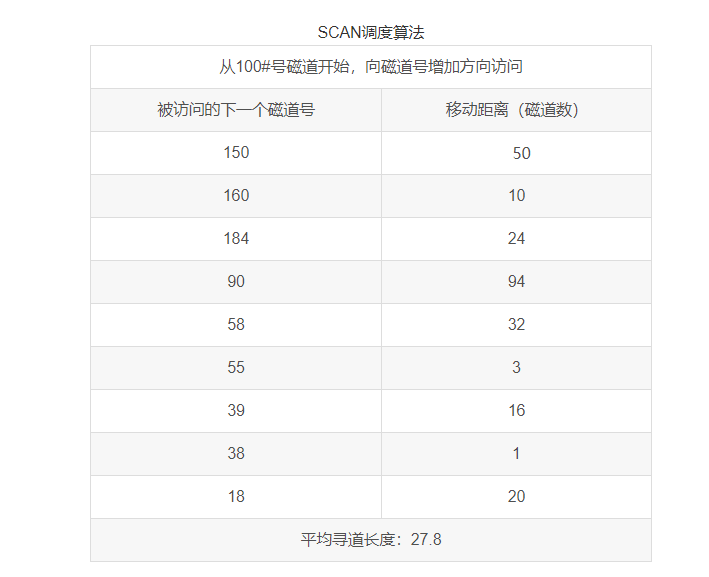 SCAN调度算法
从100#号磁道开始，向磁道号增加方向访问
被访问的下一个磁道号 移动距离（磁道数）
150 50
160 10
184 24
90 94
58 32
55 3
39 16
38 1
18 20
平均寻道长度：27.8